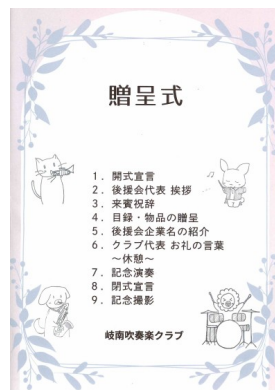 贈呈式
1. 開式宣言
2. 後援会代表 挨拶
3. 来賓祝辞
4. 目録・物品の贈呈
5. 後援会企業名の紹介
6. クラブ代表 お礼の言葉
～休憩～
7. 記念演奏
8. 閉式宣言
9. 記念撮影
岐南吹奏楽クラブ